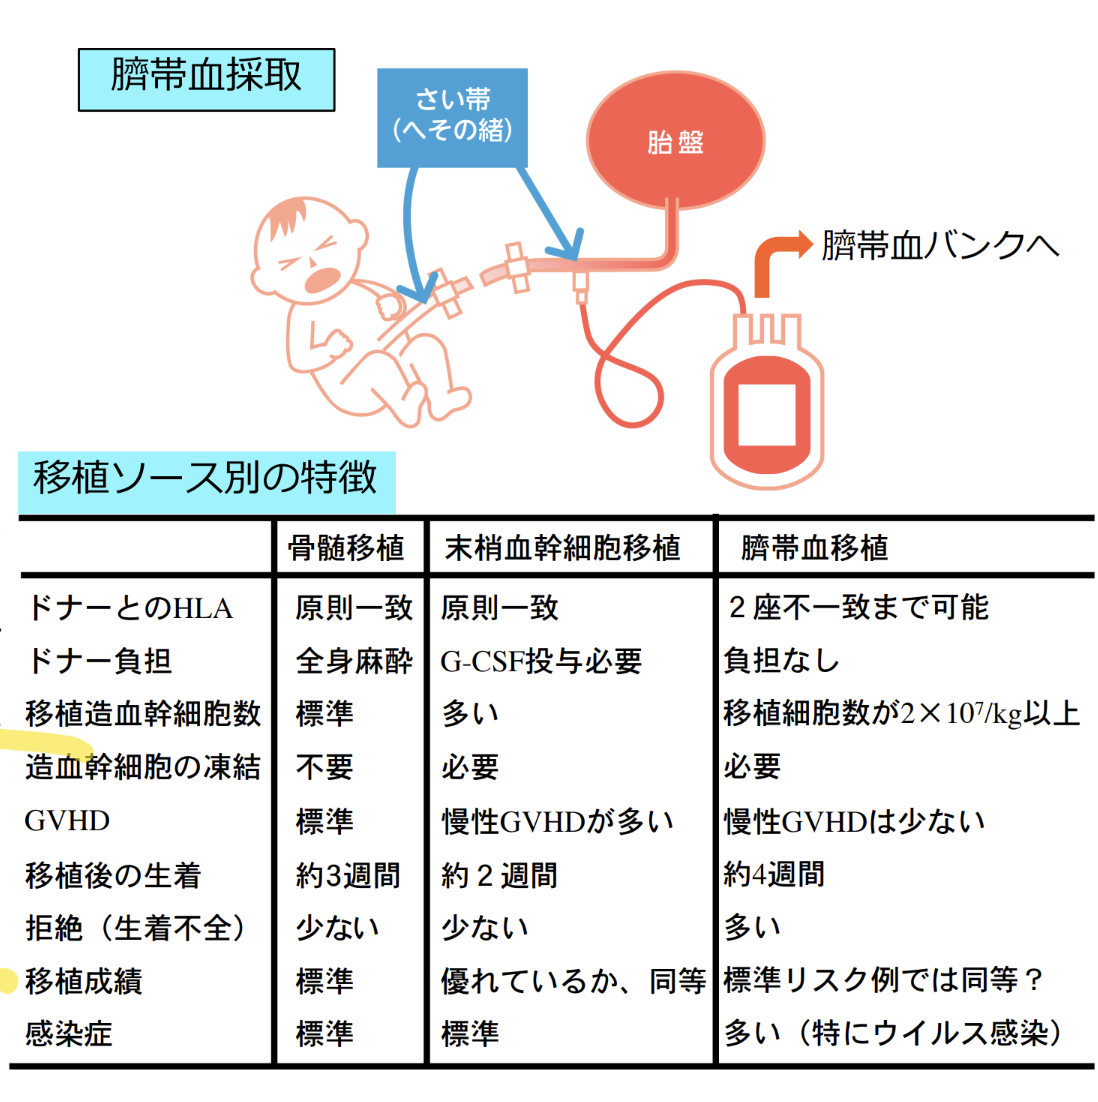 臍帯血採取
さい帯
(へその緒)
胎盤
臍帯血バンクへ
移植ソース別の特徴
骨髄移植 末梢血幹細胞移植 臍帯血移植
ドナーとのHLA 原則一致 原則一致 2座不一致まで可能
ドナー負担 全身麻酔 G-CSF投与必要 負担なし
移植造血幹細胞数 標準 多い 移植細胞数が2×10⁷/kg以上
造血幹細胞の凍結 不要 必要 必要
GVHD 標準 慢性GVHDが多い 慢性GVHDは少ない
移植後の生着 約3週間 約2週間 約4週間
拒絶(生着不全) 少ない 少ない 多い
移植成績 標準 優れているか、同等 標準リスク例では同等?
感染症 標準 標準 多い(特にウイルス感染)